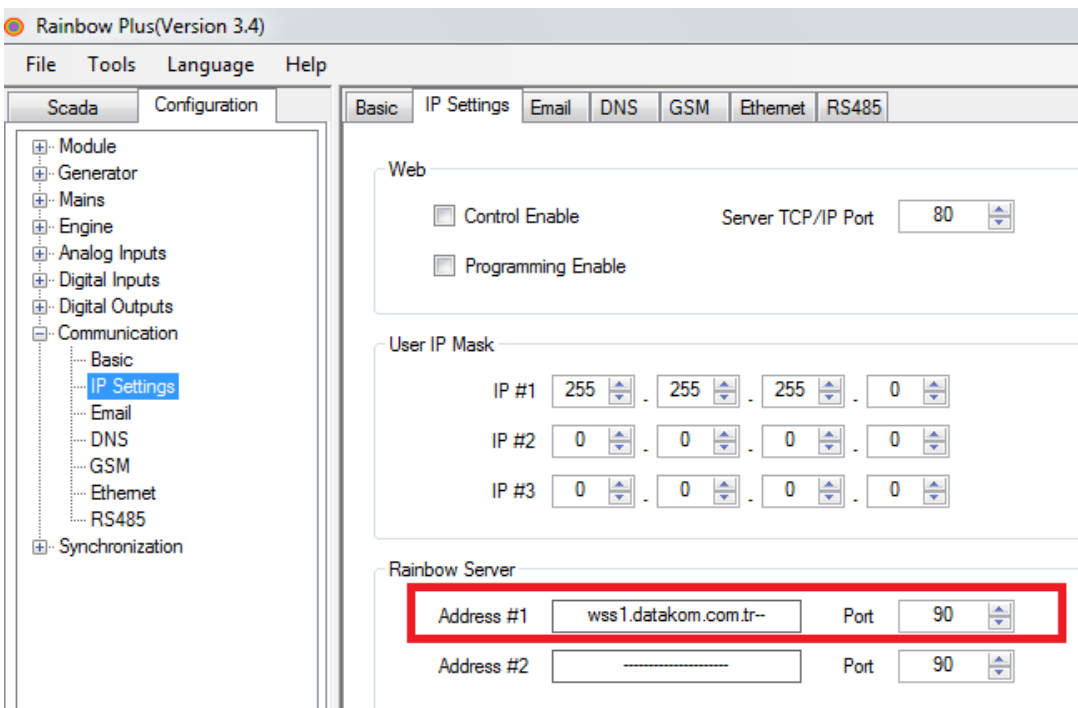 Rainbow Plus(Version 3.4)
File Tools Language Help
Scada Configuration
Module
Generator
Mains
Engine
Analog Inputs
Digital Inputs
Digital Outputs
Communication
Basic
IP Settings
Email
DNS
GSM
Ethernet
RS485
Synchronization
Basic IP Settings Email DNS GSM Ethernet RS485
Web
Control Enable Server TCP/IP Port 80
Programming Enable
User IP Mask
IP #1 255 . 255 . 255 . 0
IP #2 0 . 0 . 0 . 0
IP #3 0 . 0 . 0 . 0
Rainbow Server
Address #1 wss1.datakom.com.tr-- Port 90
Address #2 --------------------- Port 90